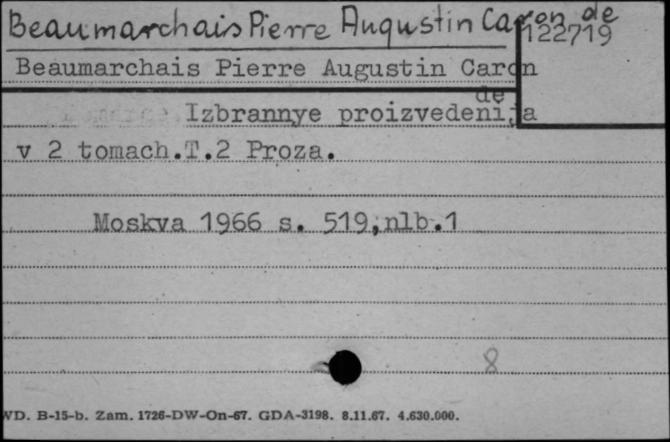 Beaumarchais Pierre Augustin Caron de
122719
Beaumarchais Pierre Augustin Caron
de
Izbrannye proizvedenija
v 2 tomach.T.2 Proza.
Moskva 1966 s. 519,nlb.1
8
WD. B-15-b. Zam. 1726-DW-On-67. GDA-3198. 8.11.67. 4.630.000.